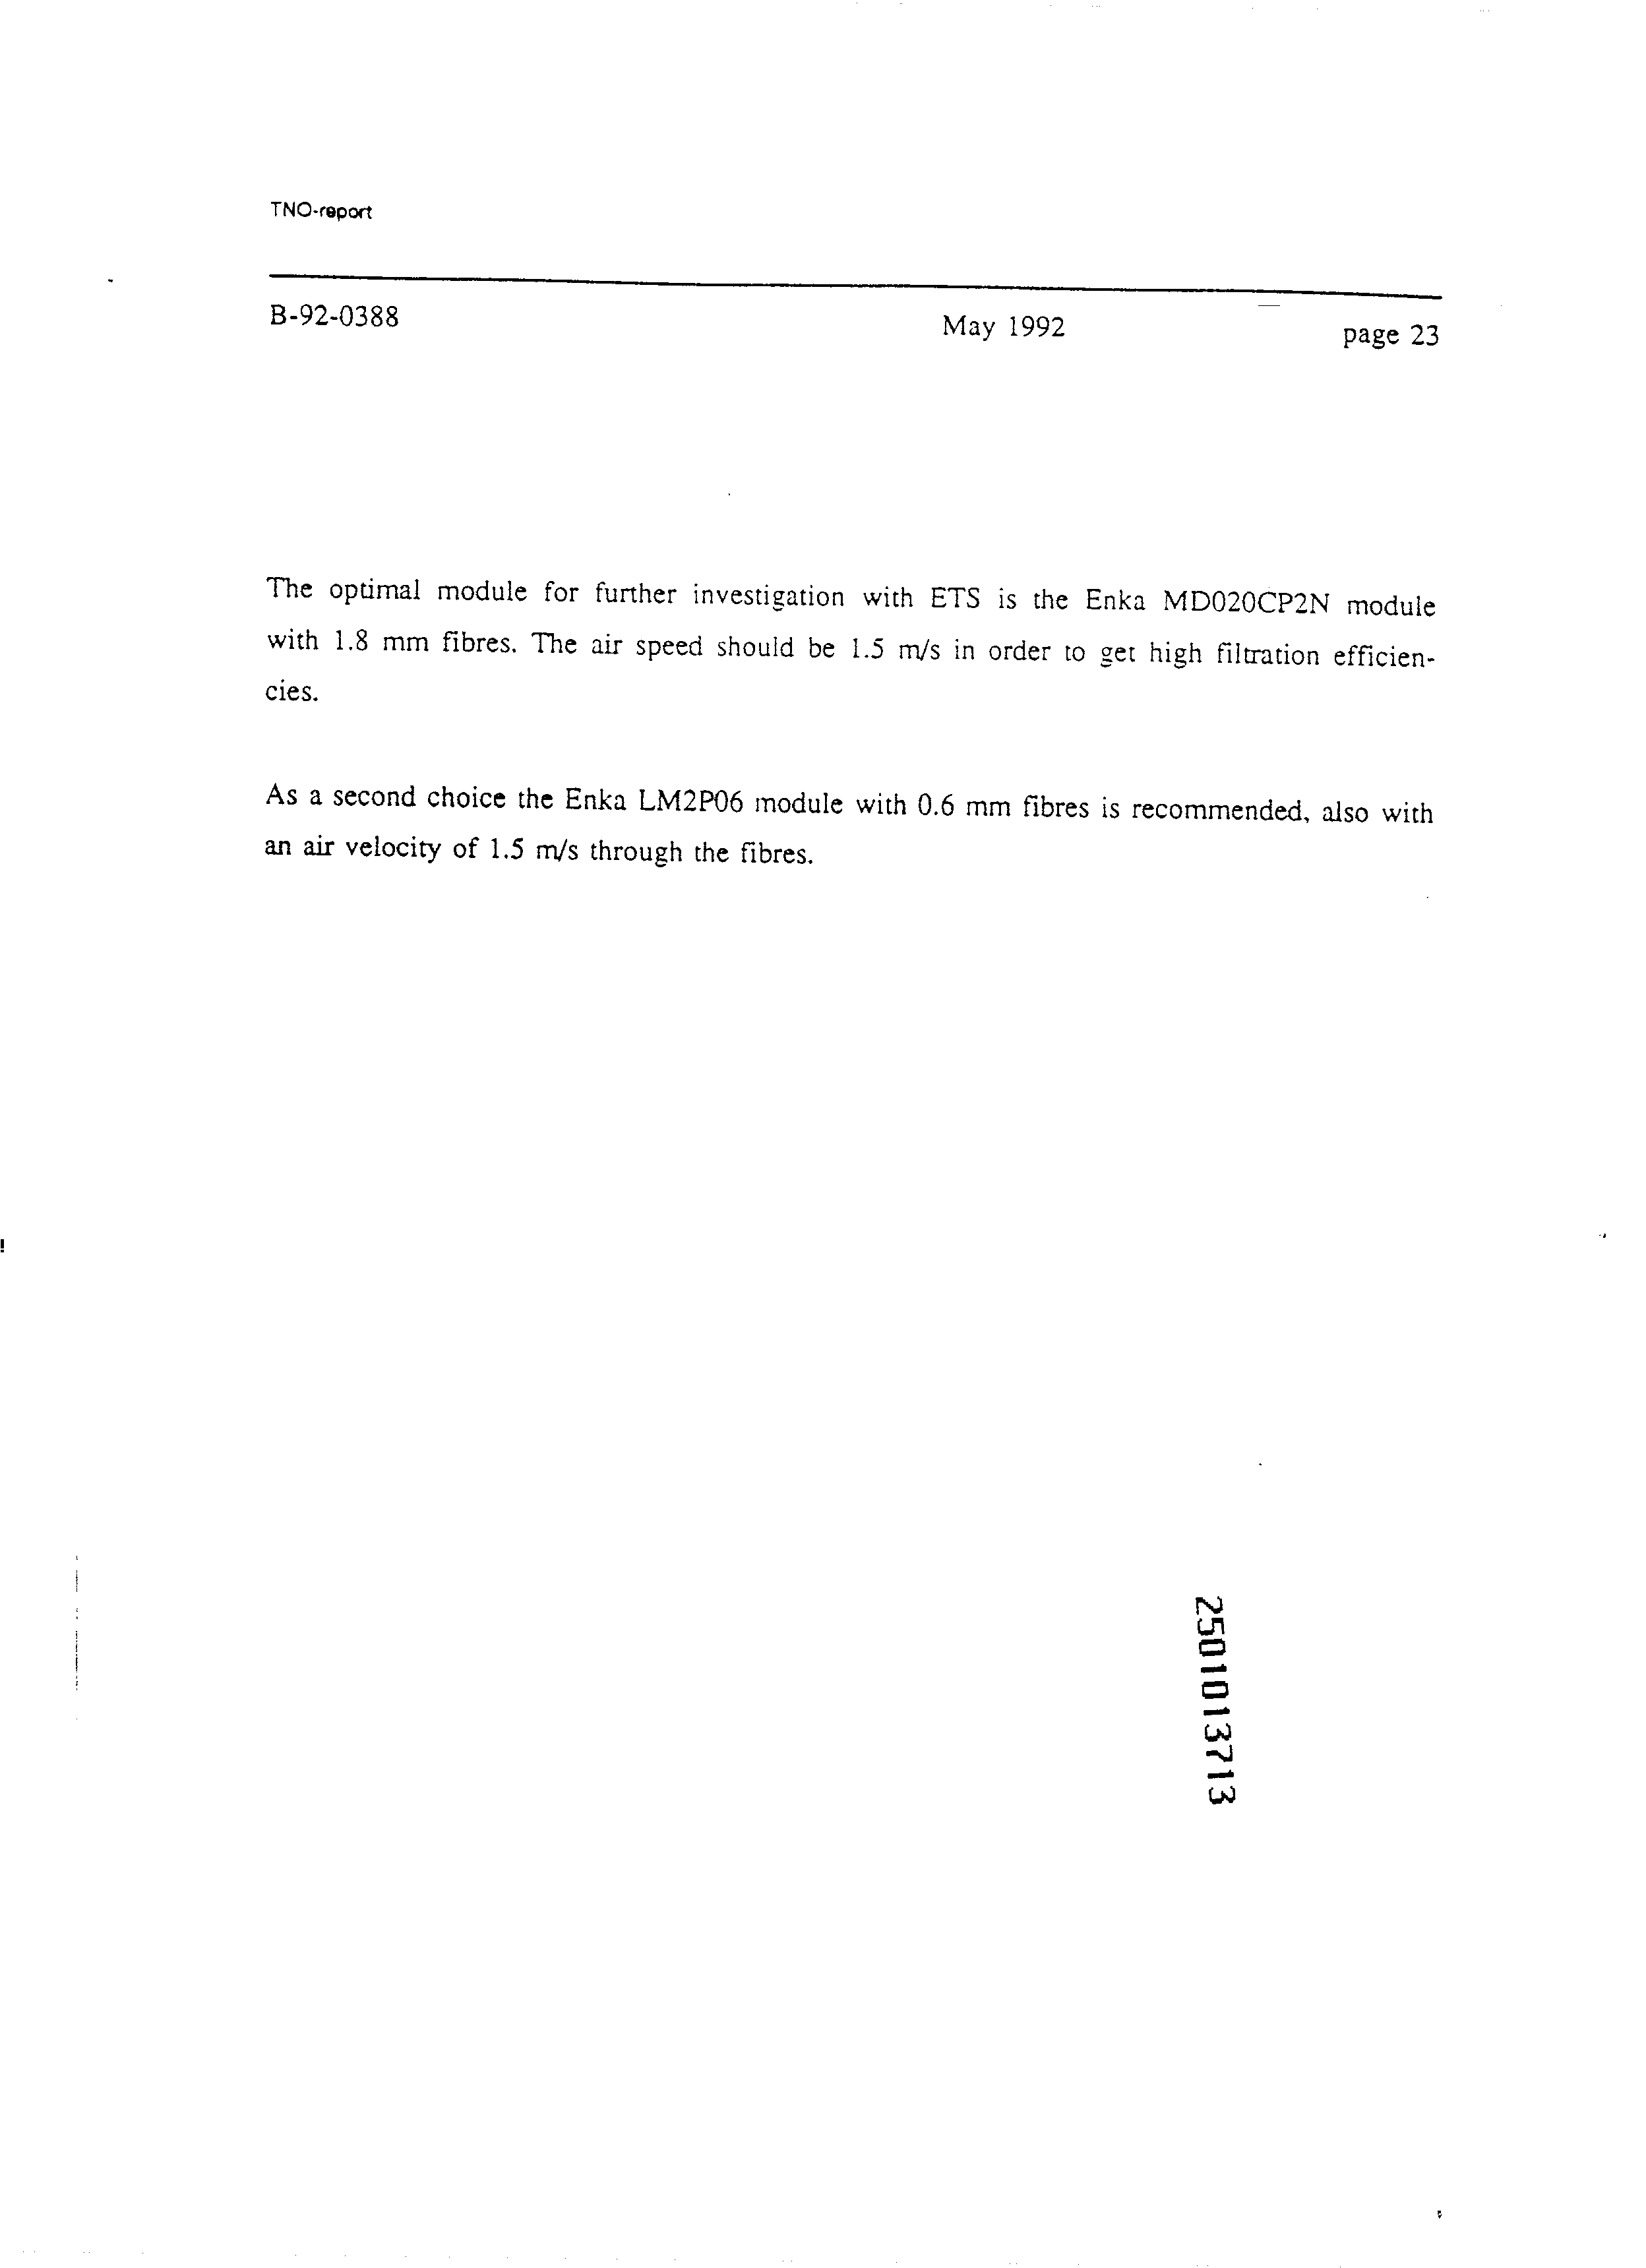 TNO-report
B-92-0388 May 1992 page 23
The optimal module for further investigation with ETS is the Enka MD020CP2N module
with 1.8 mm fibres. The air speed should be 1.5 m/s in order to get high filtration efficien-
cies.
As a second choice the Enka LM2P06 module with 0.6 mm fibres is recommended, also with
an air velocity of 1.5 m/s through the fibres.
2501013713